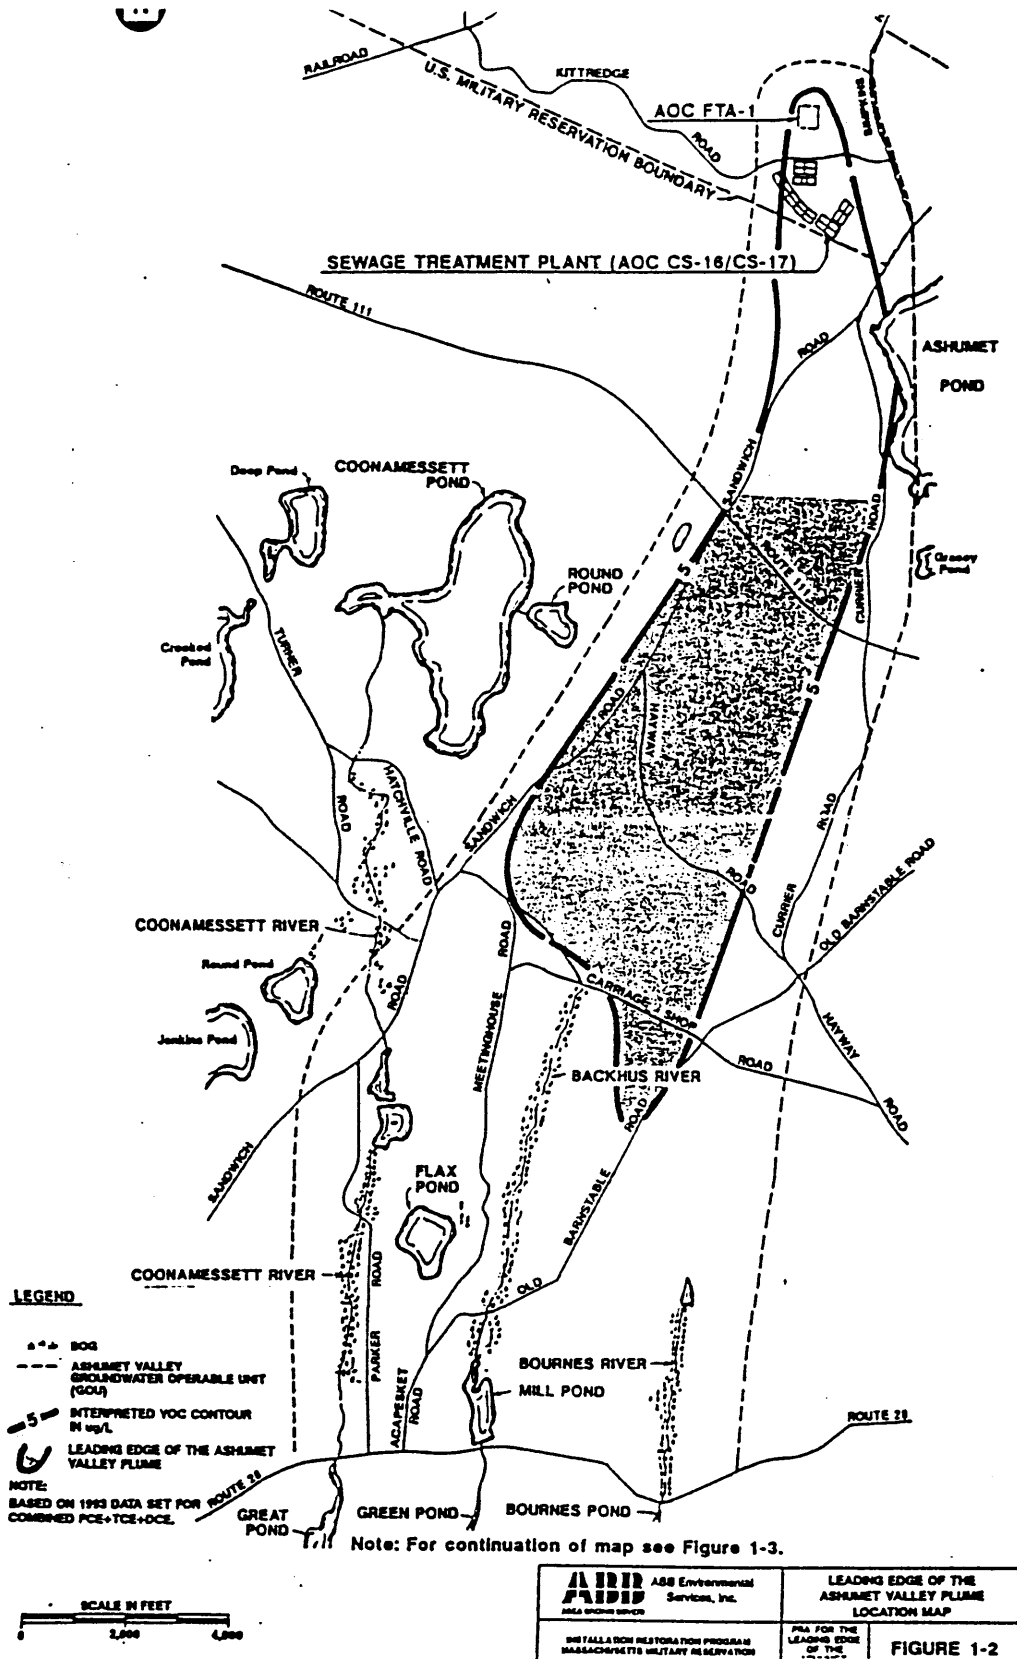 RAILROAD
U.S. MILITARY RESERVATION BOUNDARY
KITTREDGE
ROAD
AOC FTA-1
SIMPKINS
SEWAGE TREATMENT PLANT (AOC CS-16/CS-17)
ROUTE 111
ROAD
ASHUMET
POND
SANDWICH
Deep Pond
COONAMESSETT
POND
ROAD
CURRIER
ROUTE 111
5
ROUND
POND
Grassy
Pond
Crooked
Pond
TURNER
ROAD
5
HAYWAY
ROAD
HATCHVILLE ROAD
SANDWICH
ROAD
CURRIER
ROAD
OLD BARNSTABLE ROAD
COONAMESSETT RIVER
ROAD
Round Pond
ROAD
CARRIAGE SHOP
ROAD
HAYWAY
ROAD
Jenkins Pond
MEETINGHOUSE
BACKHUS RIVER
ROAD
SANDWICH
FLAX
POND
BARNSTABLE
OLD
COONAMESSETT RIVER
ROAD
PARKER
ACAPESKET
ROAD
BOURNES RIVER
MILL POND
ROUTE 28
LEGEND
BOG
ASHUMET VALLEY
GROUNDWATER OPERABLE UNIT
(GOU)
5 INTERPRETED VOC CONTOUR
IN ug/L
LEADING EDGE OF THE ASHUMET
VALLEY PLUME
NOTE:
BASED ON 1993 DATA SET FOR
COMBINED PCE+TCE+DCE.
ROUTE 28
GREAT
POND
GREEN POND
BOURNES POND
Note: For continuation of map see Figure 1-3.
SCALE IN FEET
0 2,000 4,000
ABB
ABB Environmental
Services, Inc.
ASEA BROWN BOVERI
LEADING EDGE OF THE
ASHUMET VALLEY PLUME
LOCATION MAP
INSTALLATION RESTORATION PROGRAM
MASSACHUSETTS MILITARY RESERVATION
LEADING EDGE
OF THE
FIGURE 1-2